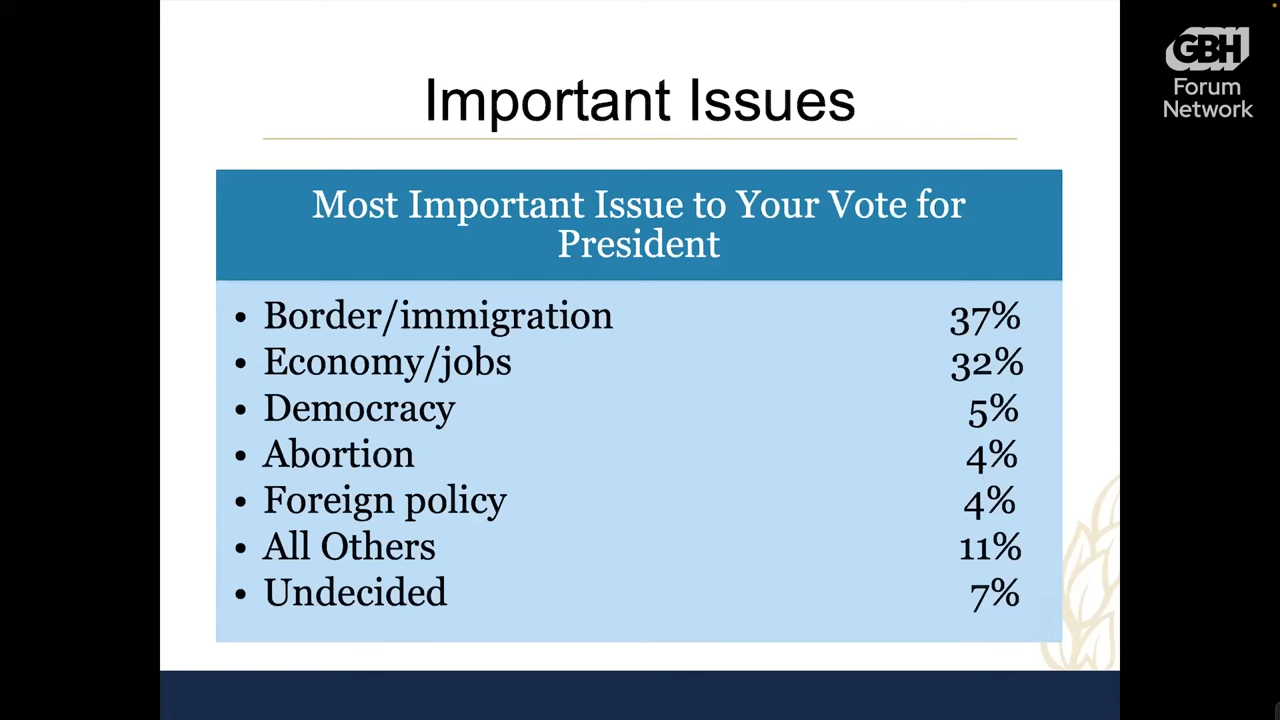 GBH
Forum
Network
Important Issues
Most Important Issue to Your Vote for
President
• Border/immigration 37%
• Economy/jobs 32%
• Democracy 5%
• Abortion 4%
• Foreign policy 4%
• All Others 11%
• Undecided 7%